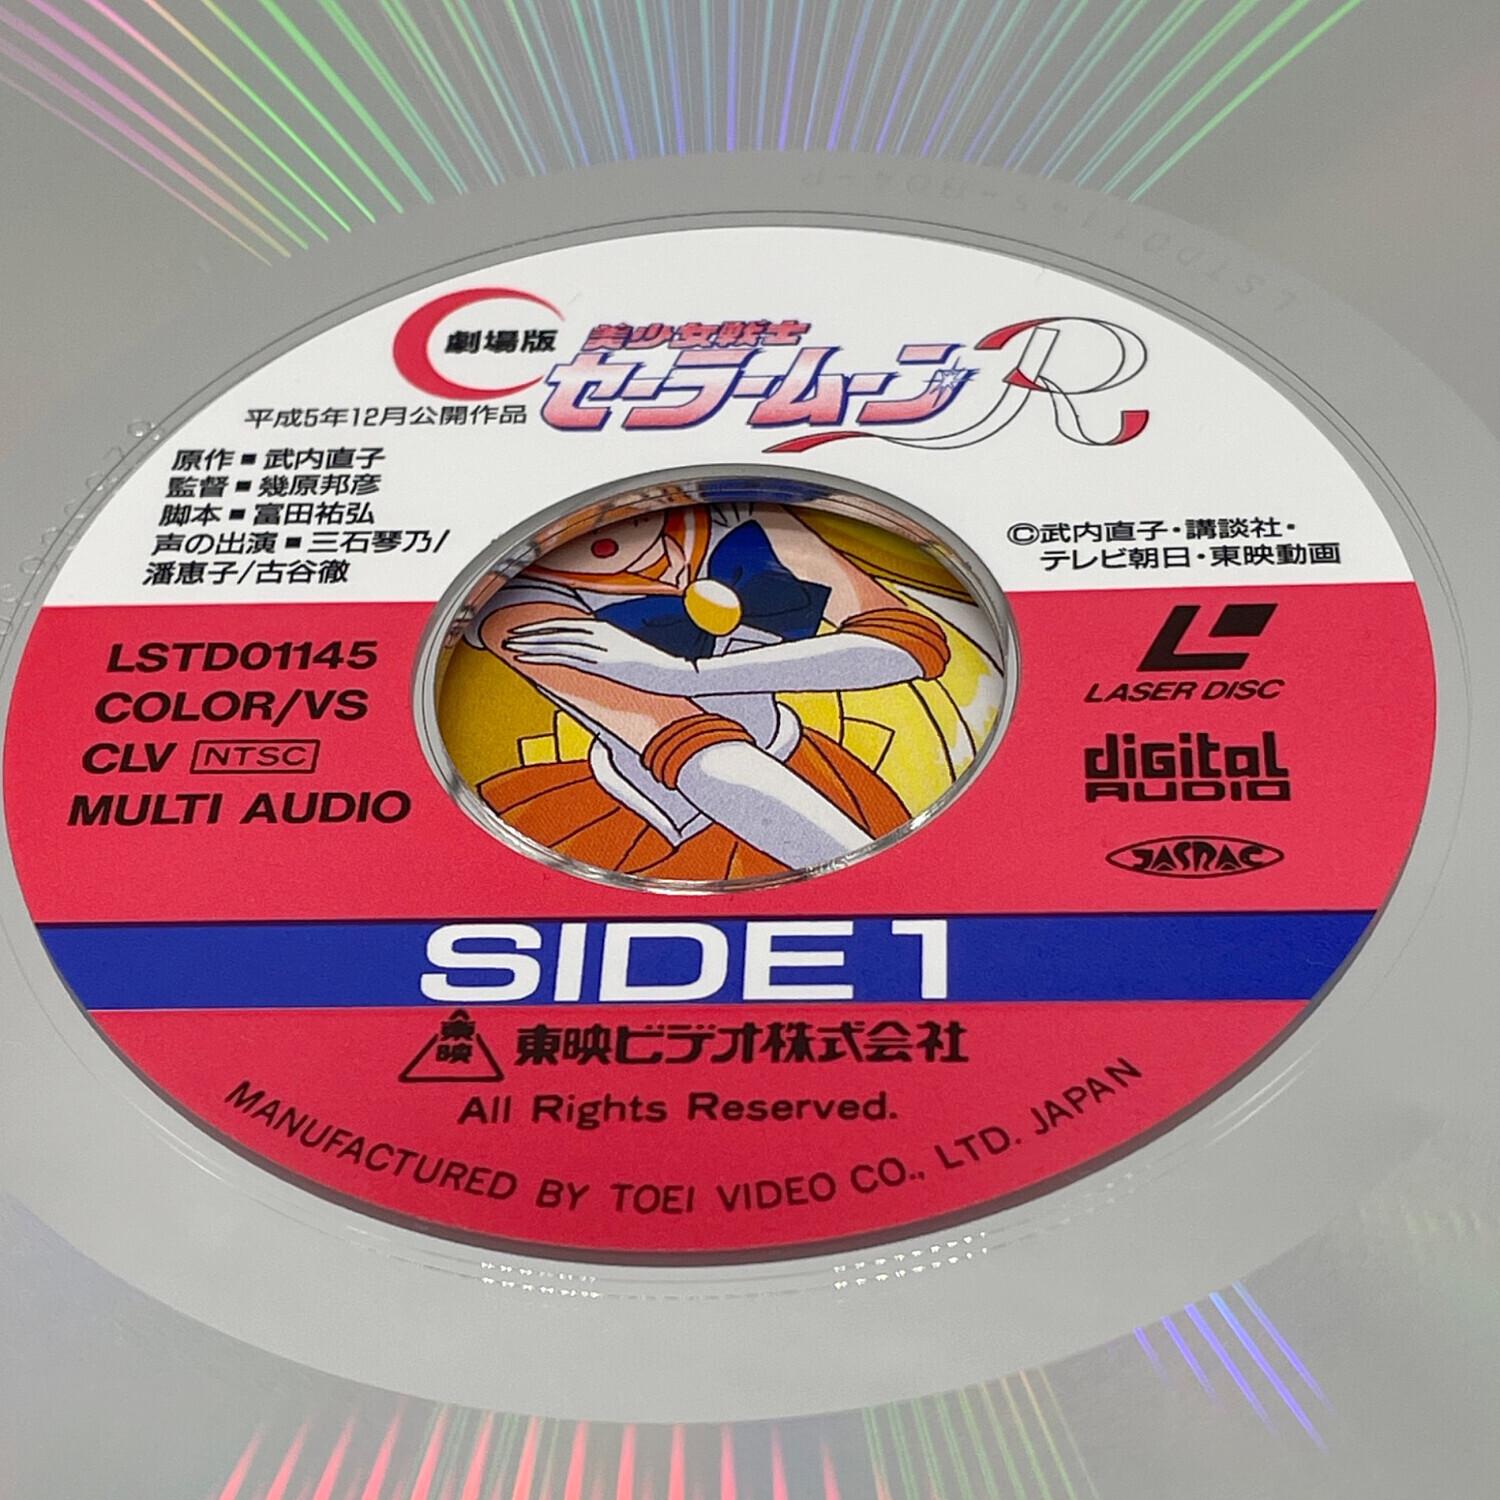 LSTD01145-B04-P
劇場版
美少女戦士
セーラームーンR
平成5年12月公開作品
原作■武内直子
監督■幾原邦彦
脚本■富田祐弘
声の出演■三石琴乃/
潘恵子/古谷徹
©武内直子・講談社・
テレビ朝日・東映動画
LSTD01145
COLOR/VS
CLV NTSC
MULTI AUDIO
LASER DISC
digital
AUDIO
JASRAC
SIDE 1
東映
東映ビデオ株式会社
All Rights Reserved.
MANUFACTURED BY TOEI VIDEO CO., LTD. JAPAN